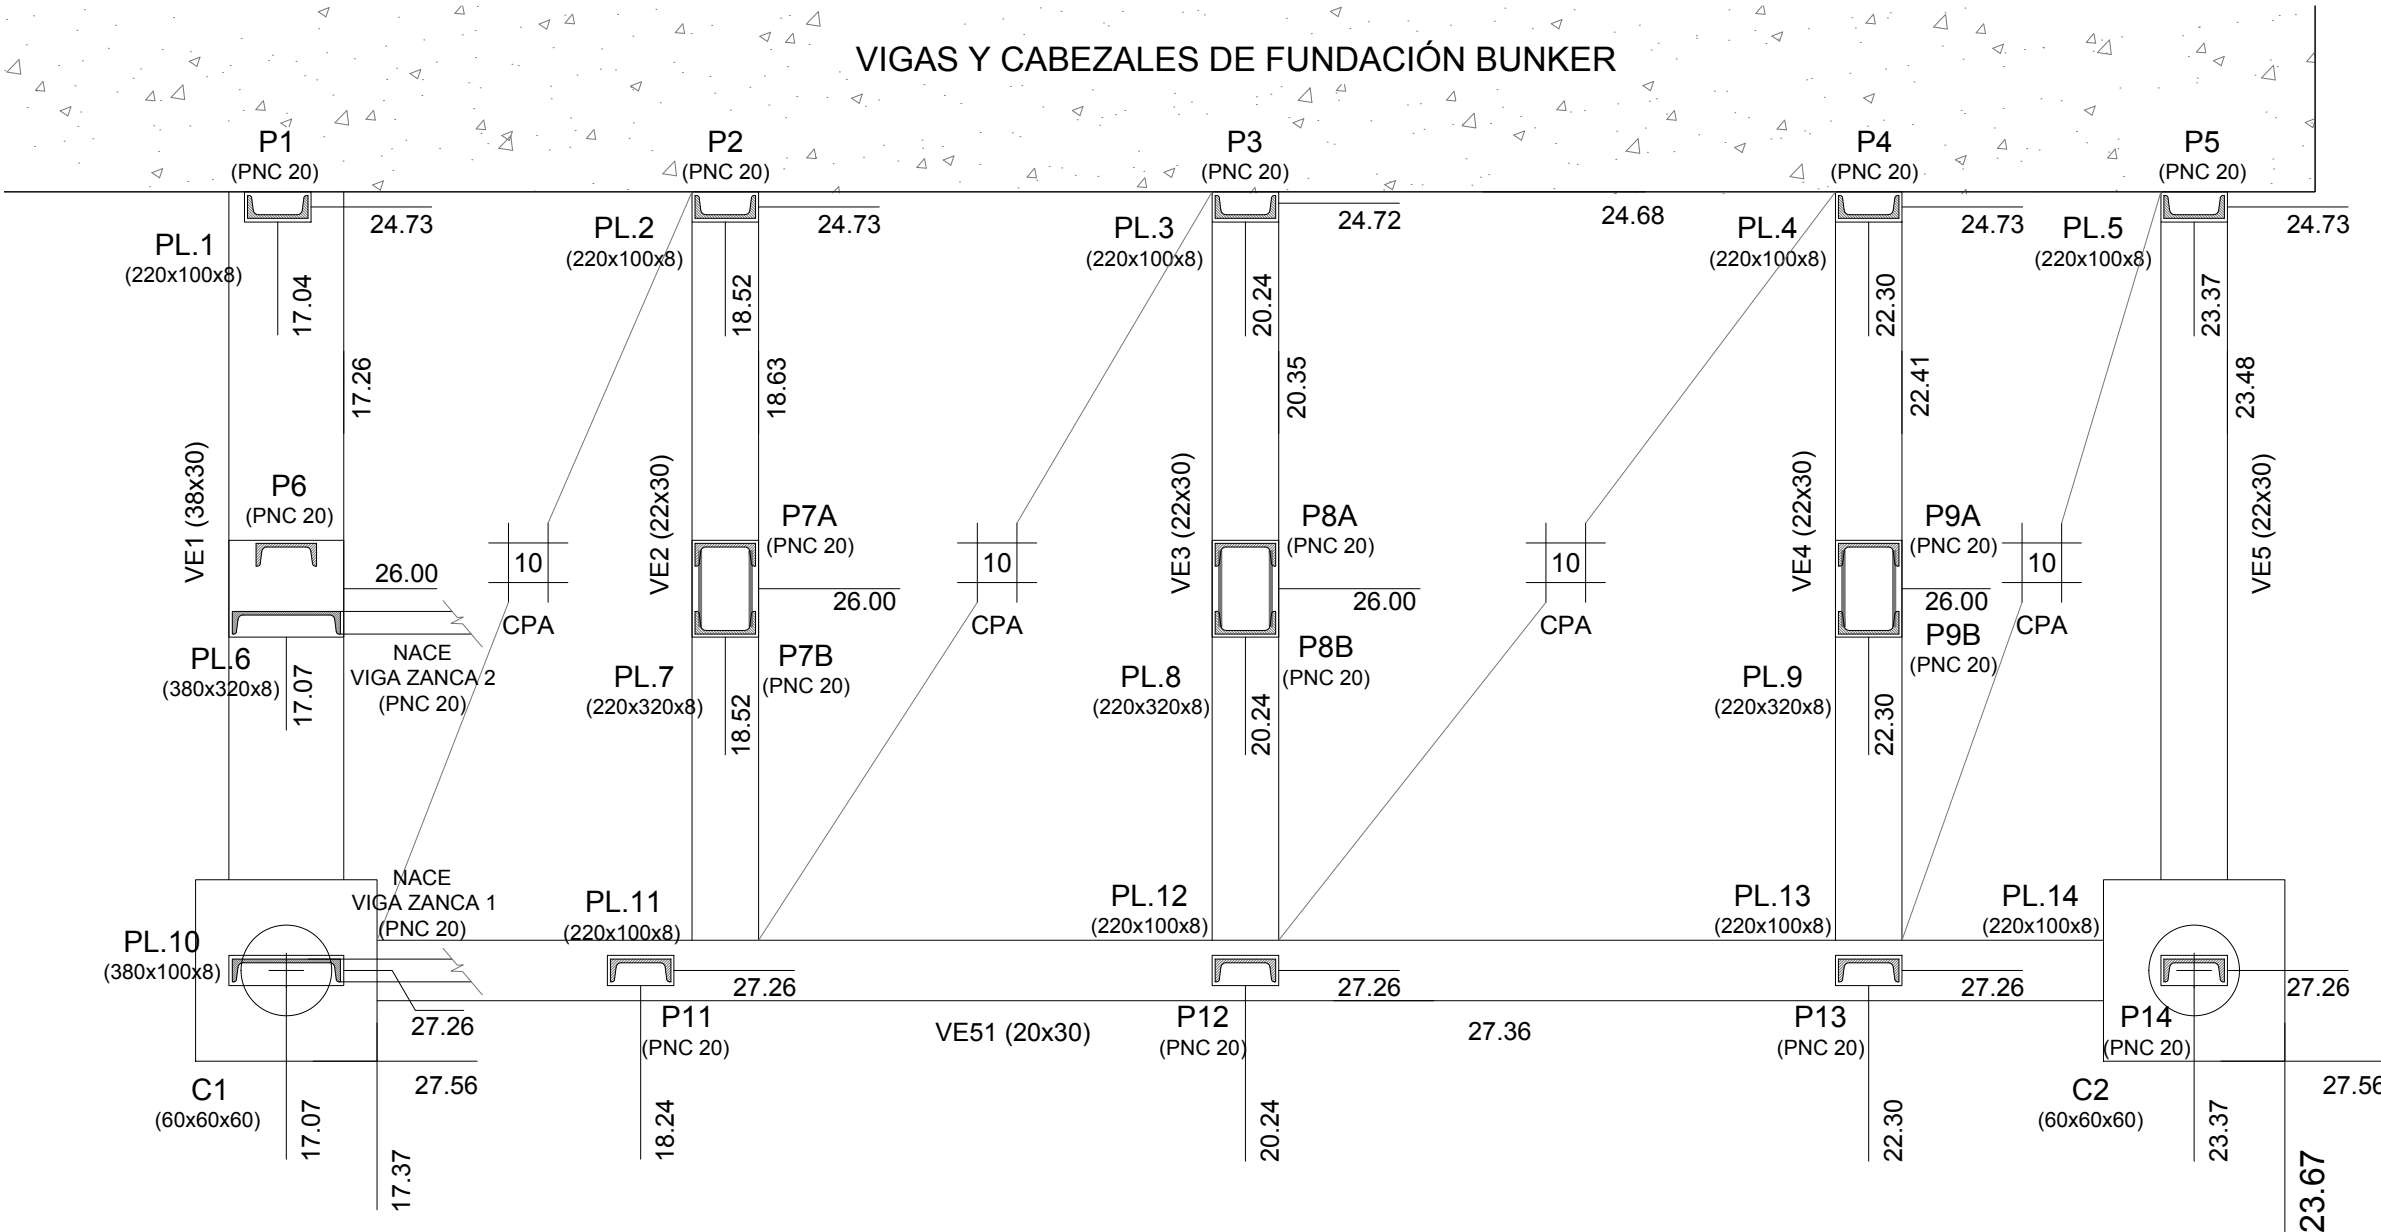 VIGAS Y CABEZALES DE FUNDACIÓN BUNKER
P1
(PNC 20)
P2
(PNC 20)
P3
(PNC 20)
P4
(PNC 20)
P5
(PNC 20)
PL.1
(220x100x8)
24.73
17.04
PL.2
(220x100x8)
24.73
18.52
PL.3
(220x100x8)
24.72
20.24
24.68
PL.4
(220x100x8)
24.73
22.30
PL.5
(220x100x8)
24.73
23.37
17.26
18.63
20.35
22.41
23.48
VE1 (38x30)
P6
(PNC 20)
26.00
10
CPA
VE2 (22x30)
P7A
(PNC 20)
26.00
10
CPA
VE3 (22x30)
P8A
(PNC 20)
26.00
10
CPA
VE4 (22x30)
P9A
(PNC 20)
26.00
10
CPA
VE5 (22x30)
PL.6
(380x320x8)
17.07
NACE
VIGA ZANCA 2
(PNC 20)
PL.7
(220x320x8)
18.52
P7B
(PNC 20)
PL.8
(220x320x8)
20.24
P8B
(PNC 20)
PL.9
(220x320x8)
22.30
P9B
(PNC 20)
NACE
VIGA ZANCA 1
(PNC 20)
PL.10
(380x100x8)
27.26
PL.11
(220x100x8)
27.26
PL.12
(220x100x8)
27.26
PL.13
(220x100x8)
27.26
PL.14
(220x100x8)
27.26
P11
(PNC 20)
VE51 (20x30)
P12
(PNC 20)
27.36
P13
(PNC 20)
P14
(PNC 20)
C1
(60x60x60)
27.56
17.07
17.37
18.24
20.24
22.30
C2
(60x60x60)
27.56
23.37
23.67